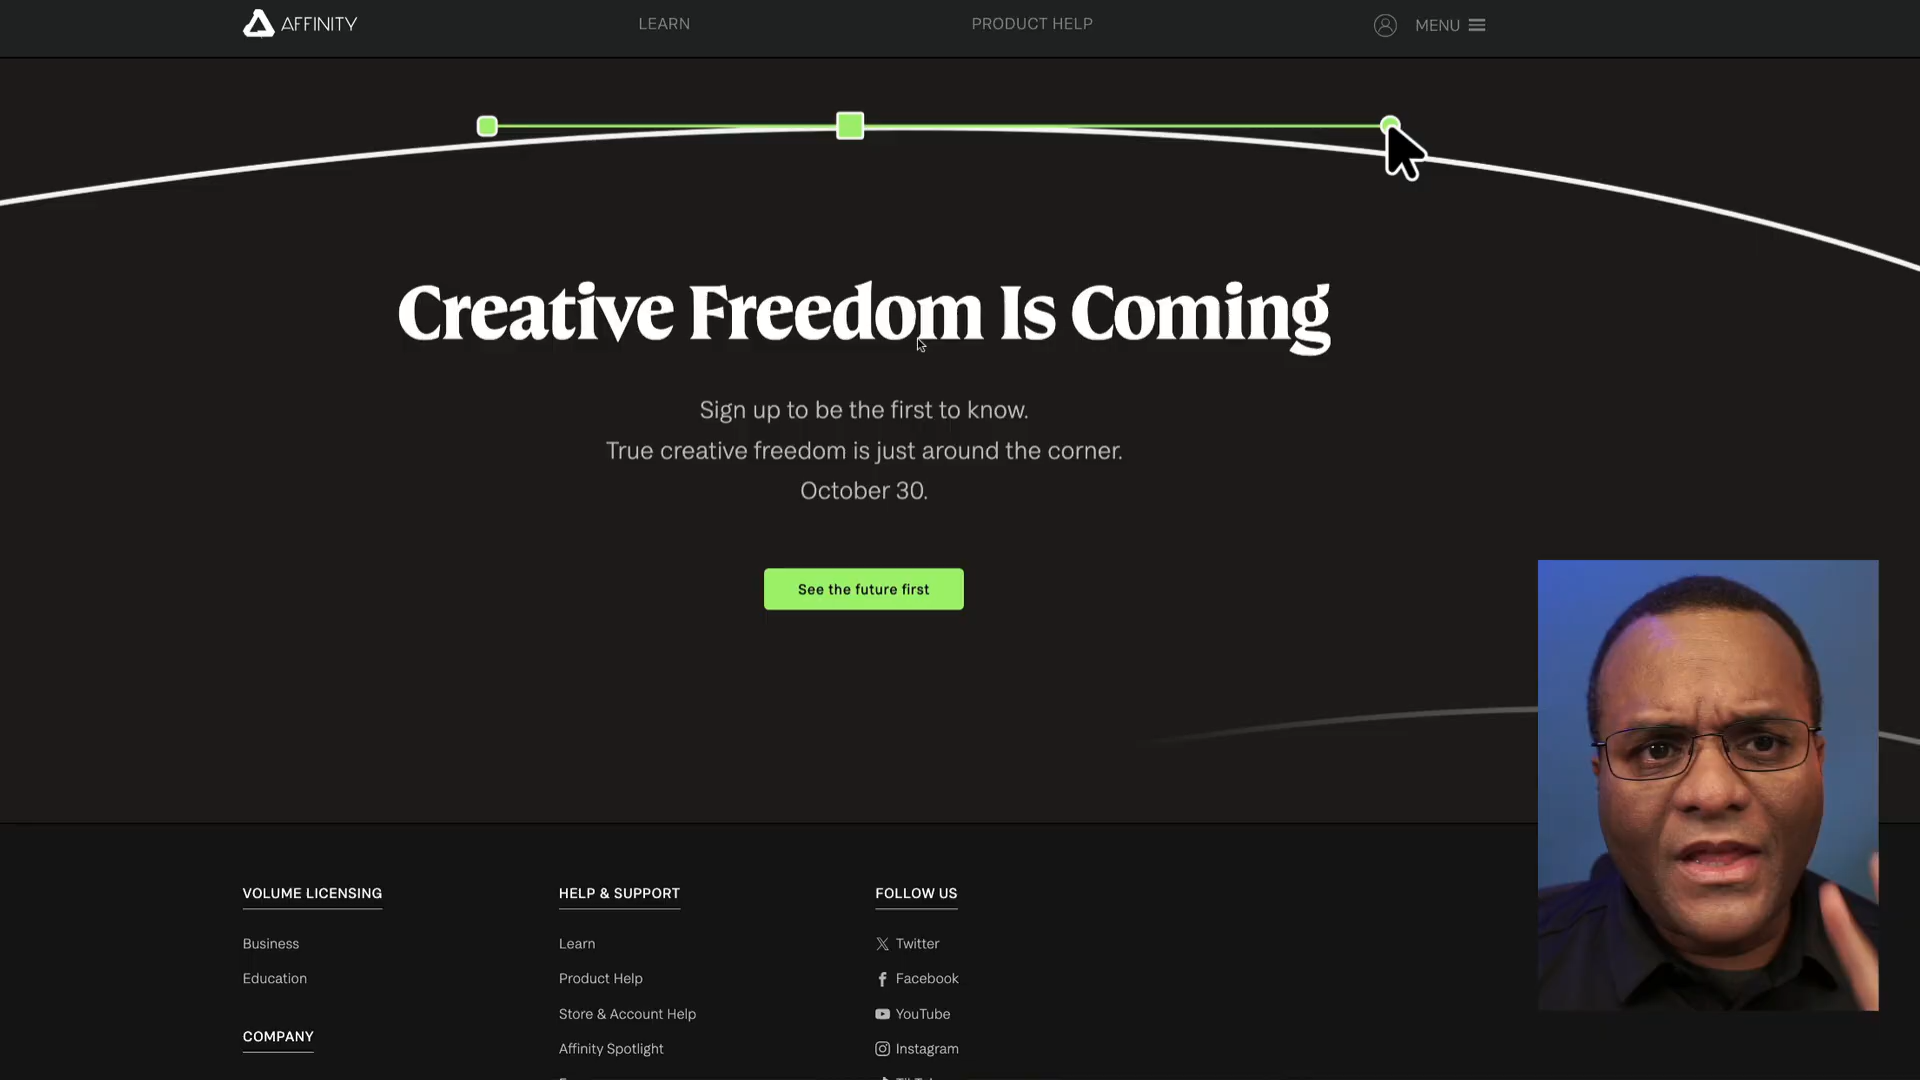 AFFINITY
LEARN
PRODUCT HELP
MENU
Creative Freedom Is Coming
Sign up to be the first to know.
True creative freedom is just around the corner.
October 30.
See the future first
VOLUME LICENSING
Business
Education
COMPANY
HELP & SUPPORT
Learn
Product Help
Store & Account Help
Affinity Spotlight
FOLLOW US
Twitter
Facebook
YouTube
Instagram